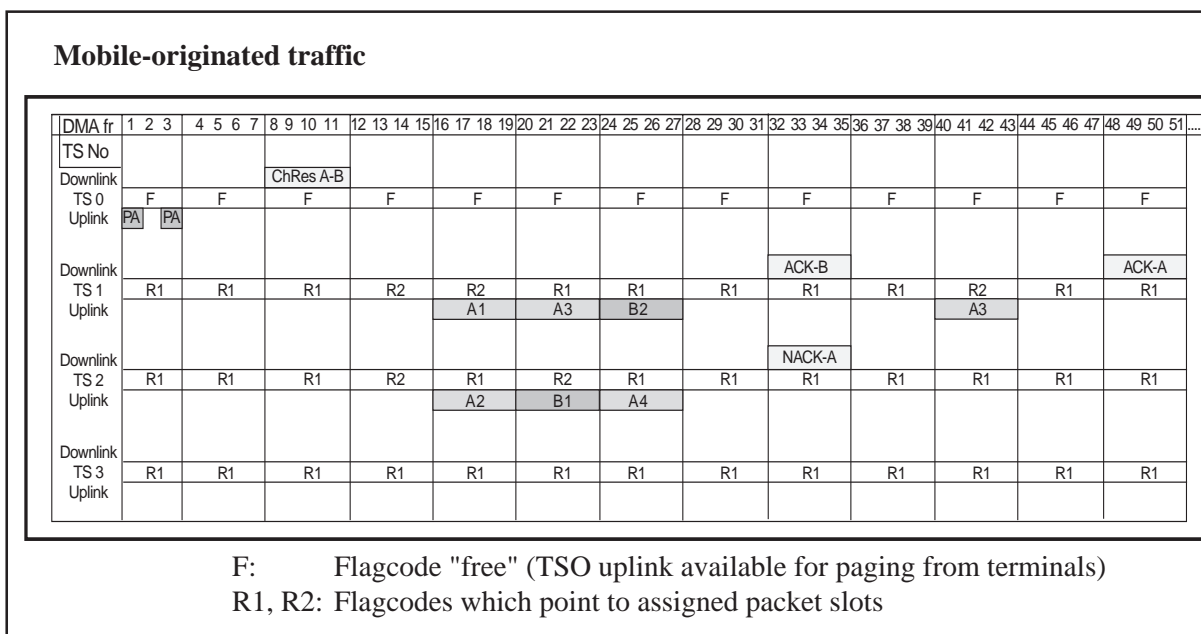 Mobile-originated traffic
DMA fr 1 2 3 4 5 6 7 8 9 10 11 12 13 14 15 16 17 18 19 20 21 22 23 24 25 26 27 28 29 30 31 32 33 34 35 36 37 38 39 40 41 42 43 44 45 46 47 48 49 50 51 ....
TS No
Downlink ChRes A-B
TS 0 F F F F F F F F F F F F F
Uplink PA PA
Downlink ACK-B ACK-A
TS 1 R1 R1 R1 R2 R2 R1 R1 R1 R1 R1 R2 R1 R1
Uplink A1 A3 B2 A3
Downlink NACK-A
TS 2 R1 R1 R1 R2 R1 R2 R1 R1 R1 R1 R1 R1 R1
Uplink A2 B1 A4
Downlink
TS 3 R1 R1 R1 R1 R1 R1 R1 R1 R1 R1 R1 R1 R1
Uplink
F: Flagcode "free" (TSO uplink available for paging from terminals)
R1, R2: Flagcodes which point to assigned packet slots